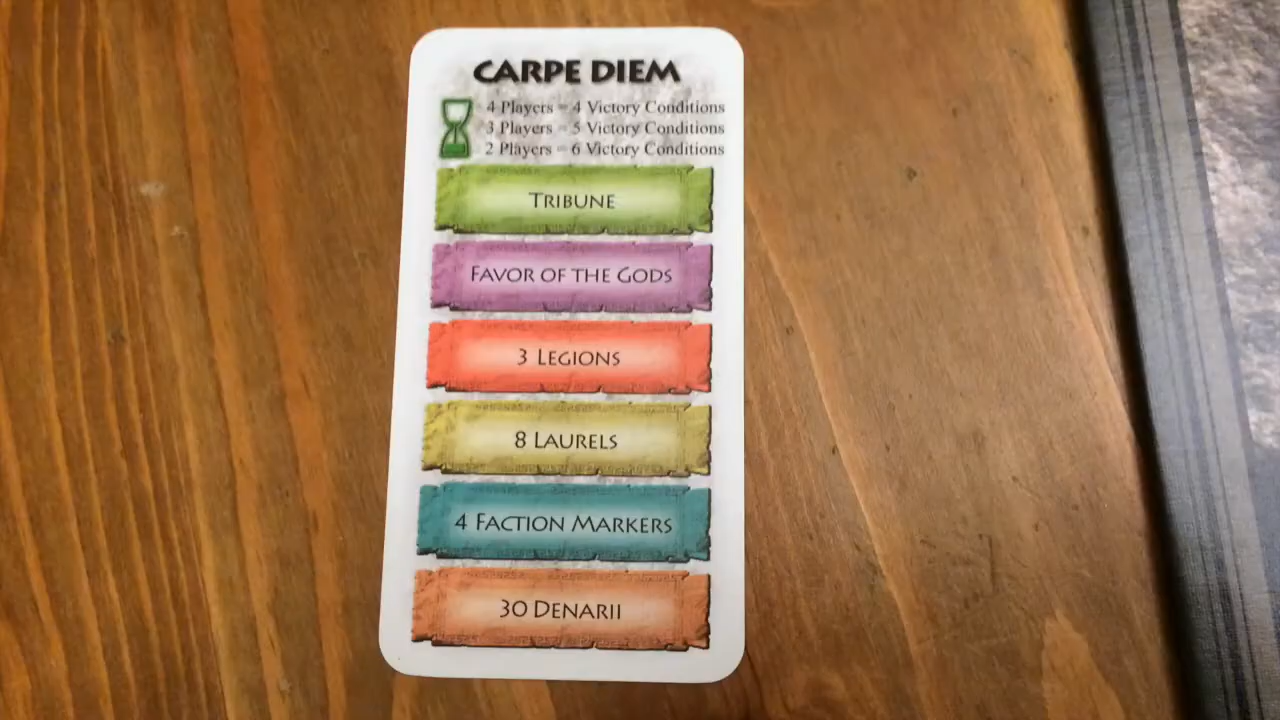 CARPE DIEM
4 Players = 4 Victory Conditions
3 Players = 5 Victory Conditions
2 Players = 6 Victory Conditions
TRIBUNE
FAVOR OF THE GODS
3 LEGIONS
8 LAURELS
4 FACTION MARKERS
30 DENARII